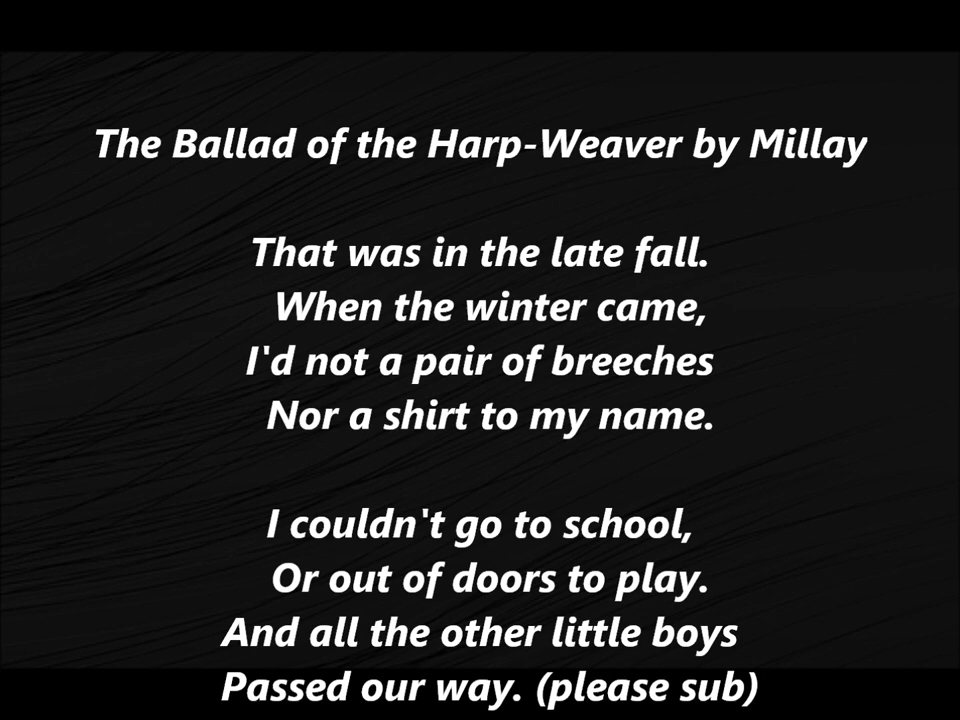 The Ballad of the Harp-Weaver by Millay
That was in the late fall.
When the winter came,
I'd not a pair of breeches
Nor a shirt to my name.
I couldn't go to school,
Or out of doors to play.
And all the other little boys
Passed our way. (please sub)